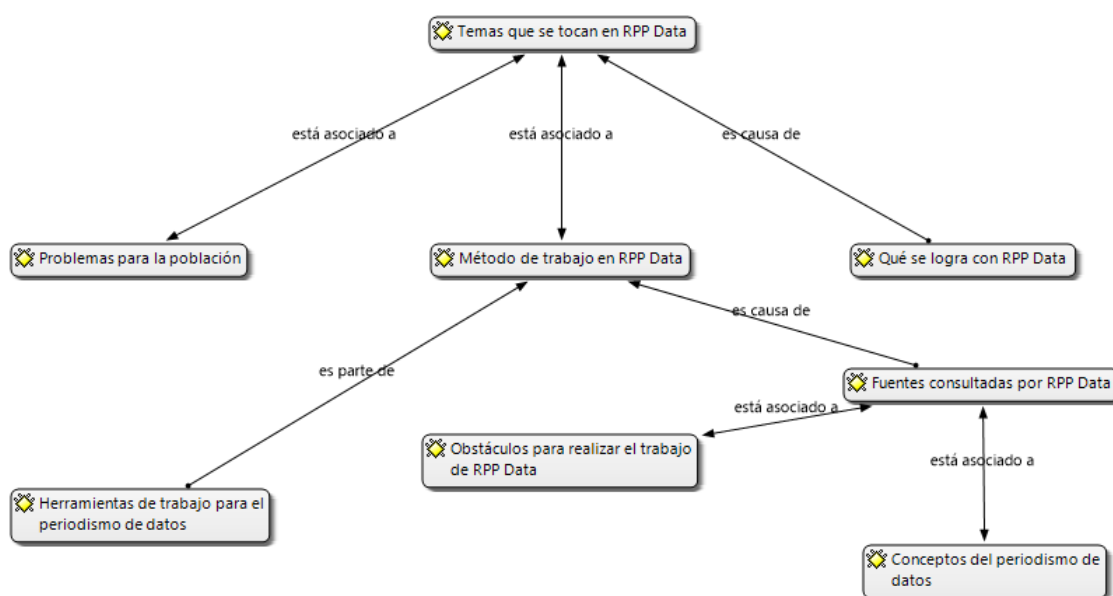 Temas que se tocan en RPP Data
está asociado a
está asociado a
es causa de
Problemas para la población
Método de trabajo en RPP Data
Qué se logra con RPP Data
es causa de
es parte de
Fuentes consultadas por RPP Data
está asociado a
Obstáculos para realizar el trabajo
de RPP Data
está asociado a
Herramientas de trabajo para el
periodismo de datos
Conceptos del periodismo de
datos